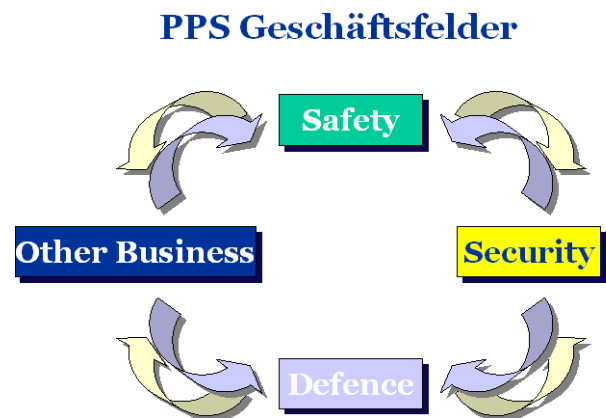 PPS Geschäftsfelder
Safety
Other Business
Security
Defence